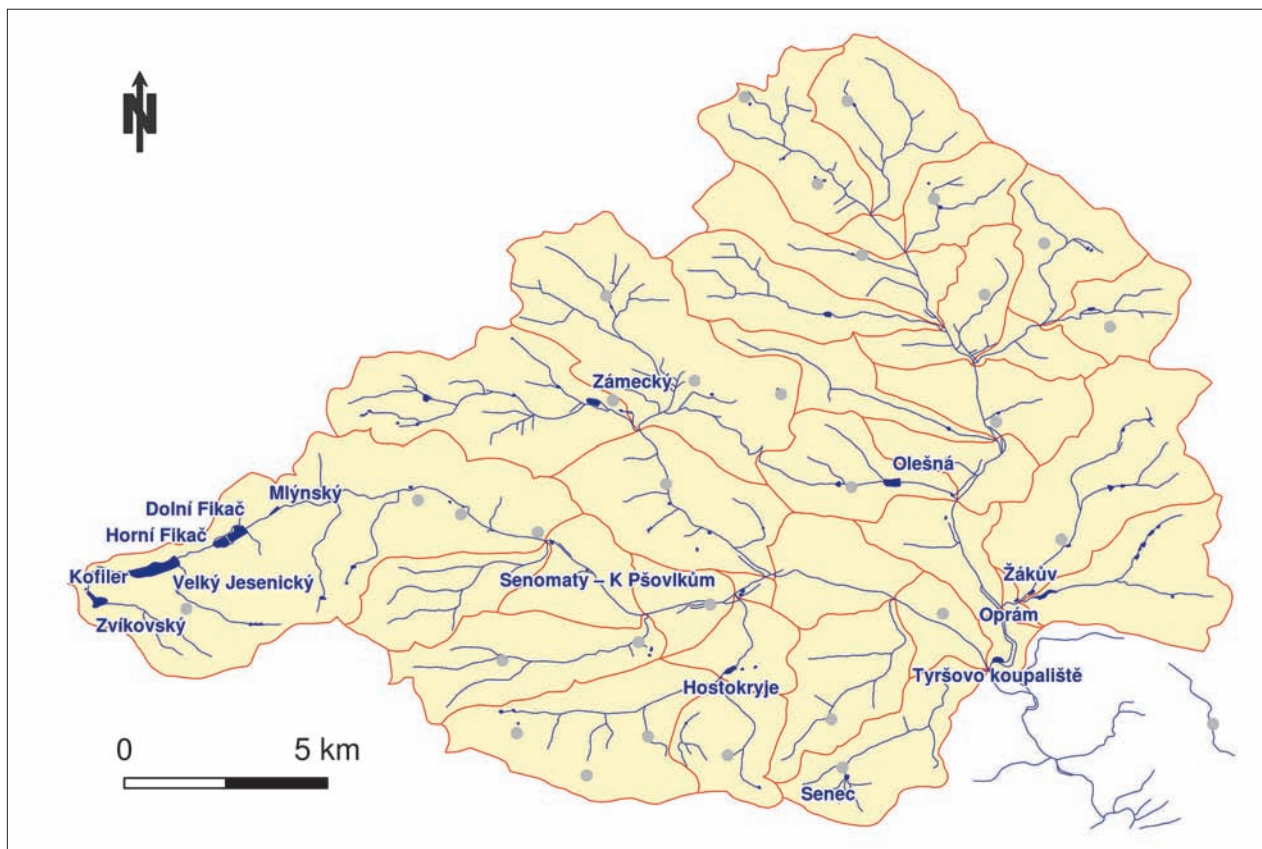 N
Zámecký
Olešná
Mlýnský
Dolní Fikač
Horní Fikač
Kofiler
Velký Jesenický
Senomaty – K Pšovlkům
Žákův
Zvíkovský
Oprám
Tyršovo koupaliště
Hostokryje
0 5 km
Senec